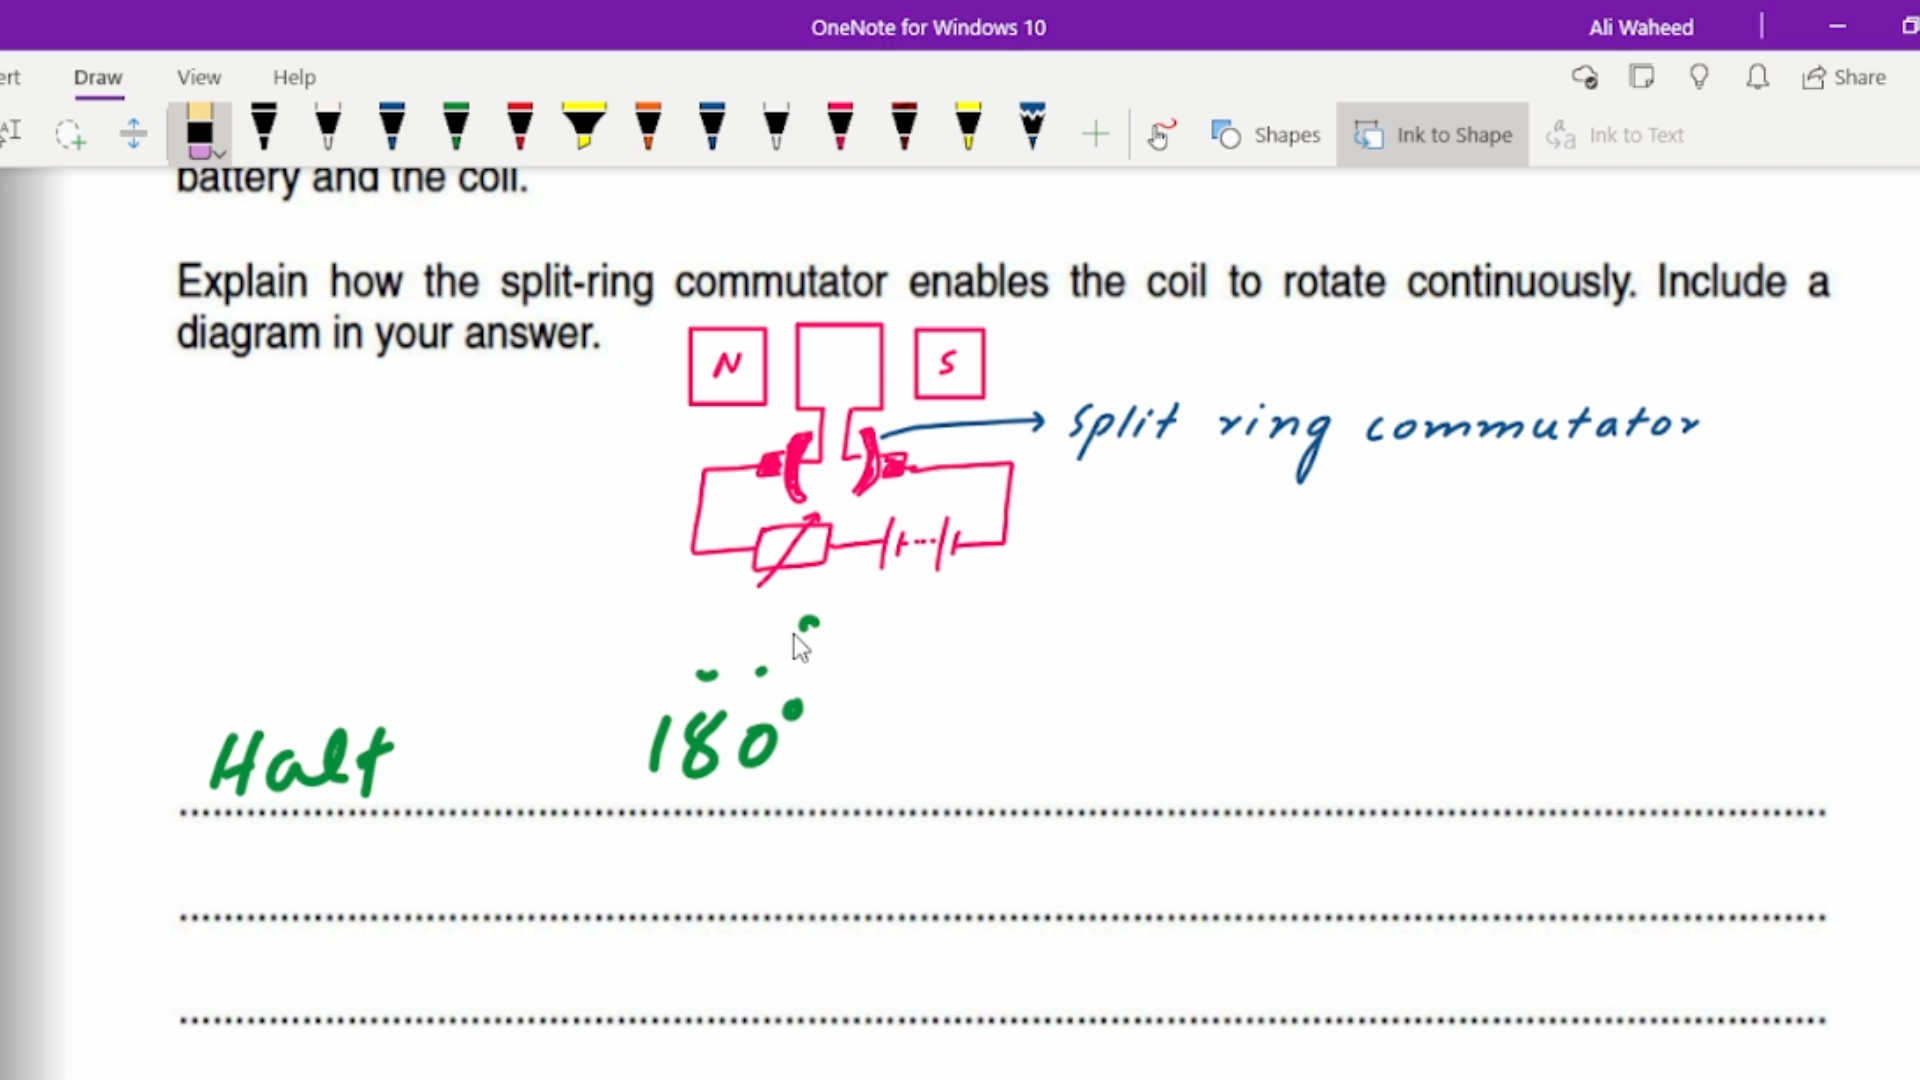 OneNote for Windows 10 Ali Waheed
Draw View Help Share
Shapes Ink to Shape Ink to Text
battery and the coil.
Explain how the split-ring commutator enables the coil to rotate continuously. Include a
diagram in your answer.
N S
split ring commutator
Half 180°